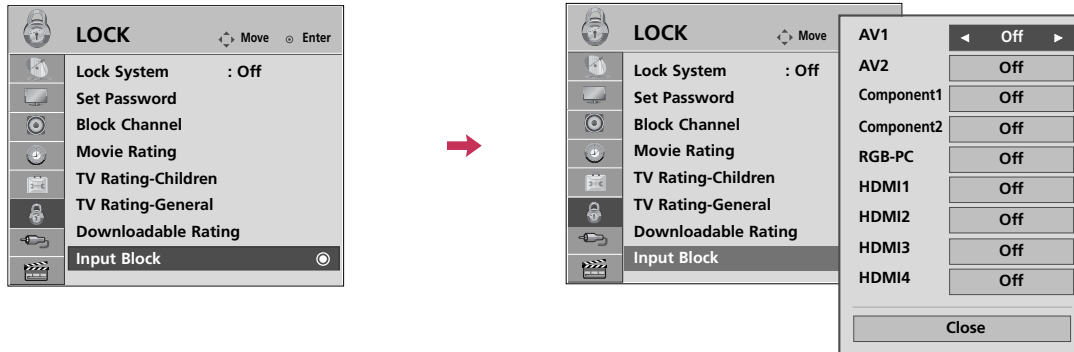 LOCK
Move
Enter
Lock System : Off
Set Password
Block Channel
Movie Rating
TV Rating-Children
TV Rating-General
Downloadable Rating
Input Block
LOCK
Move
Lock System : Off
Set Password
Block Channel
Movie Rating
TV Rating-Children
TV Rating-General
Downloadable Rating
Input Block
AV1 ◄ Off ►
AV2 Off
Component1 Off
Component2 Off
RGB-PC Off
HDMI1 Off
HDMI2 Off
HDMI3 Off
HDMI4 Off
Close